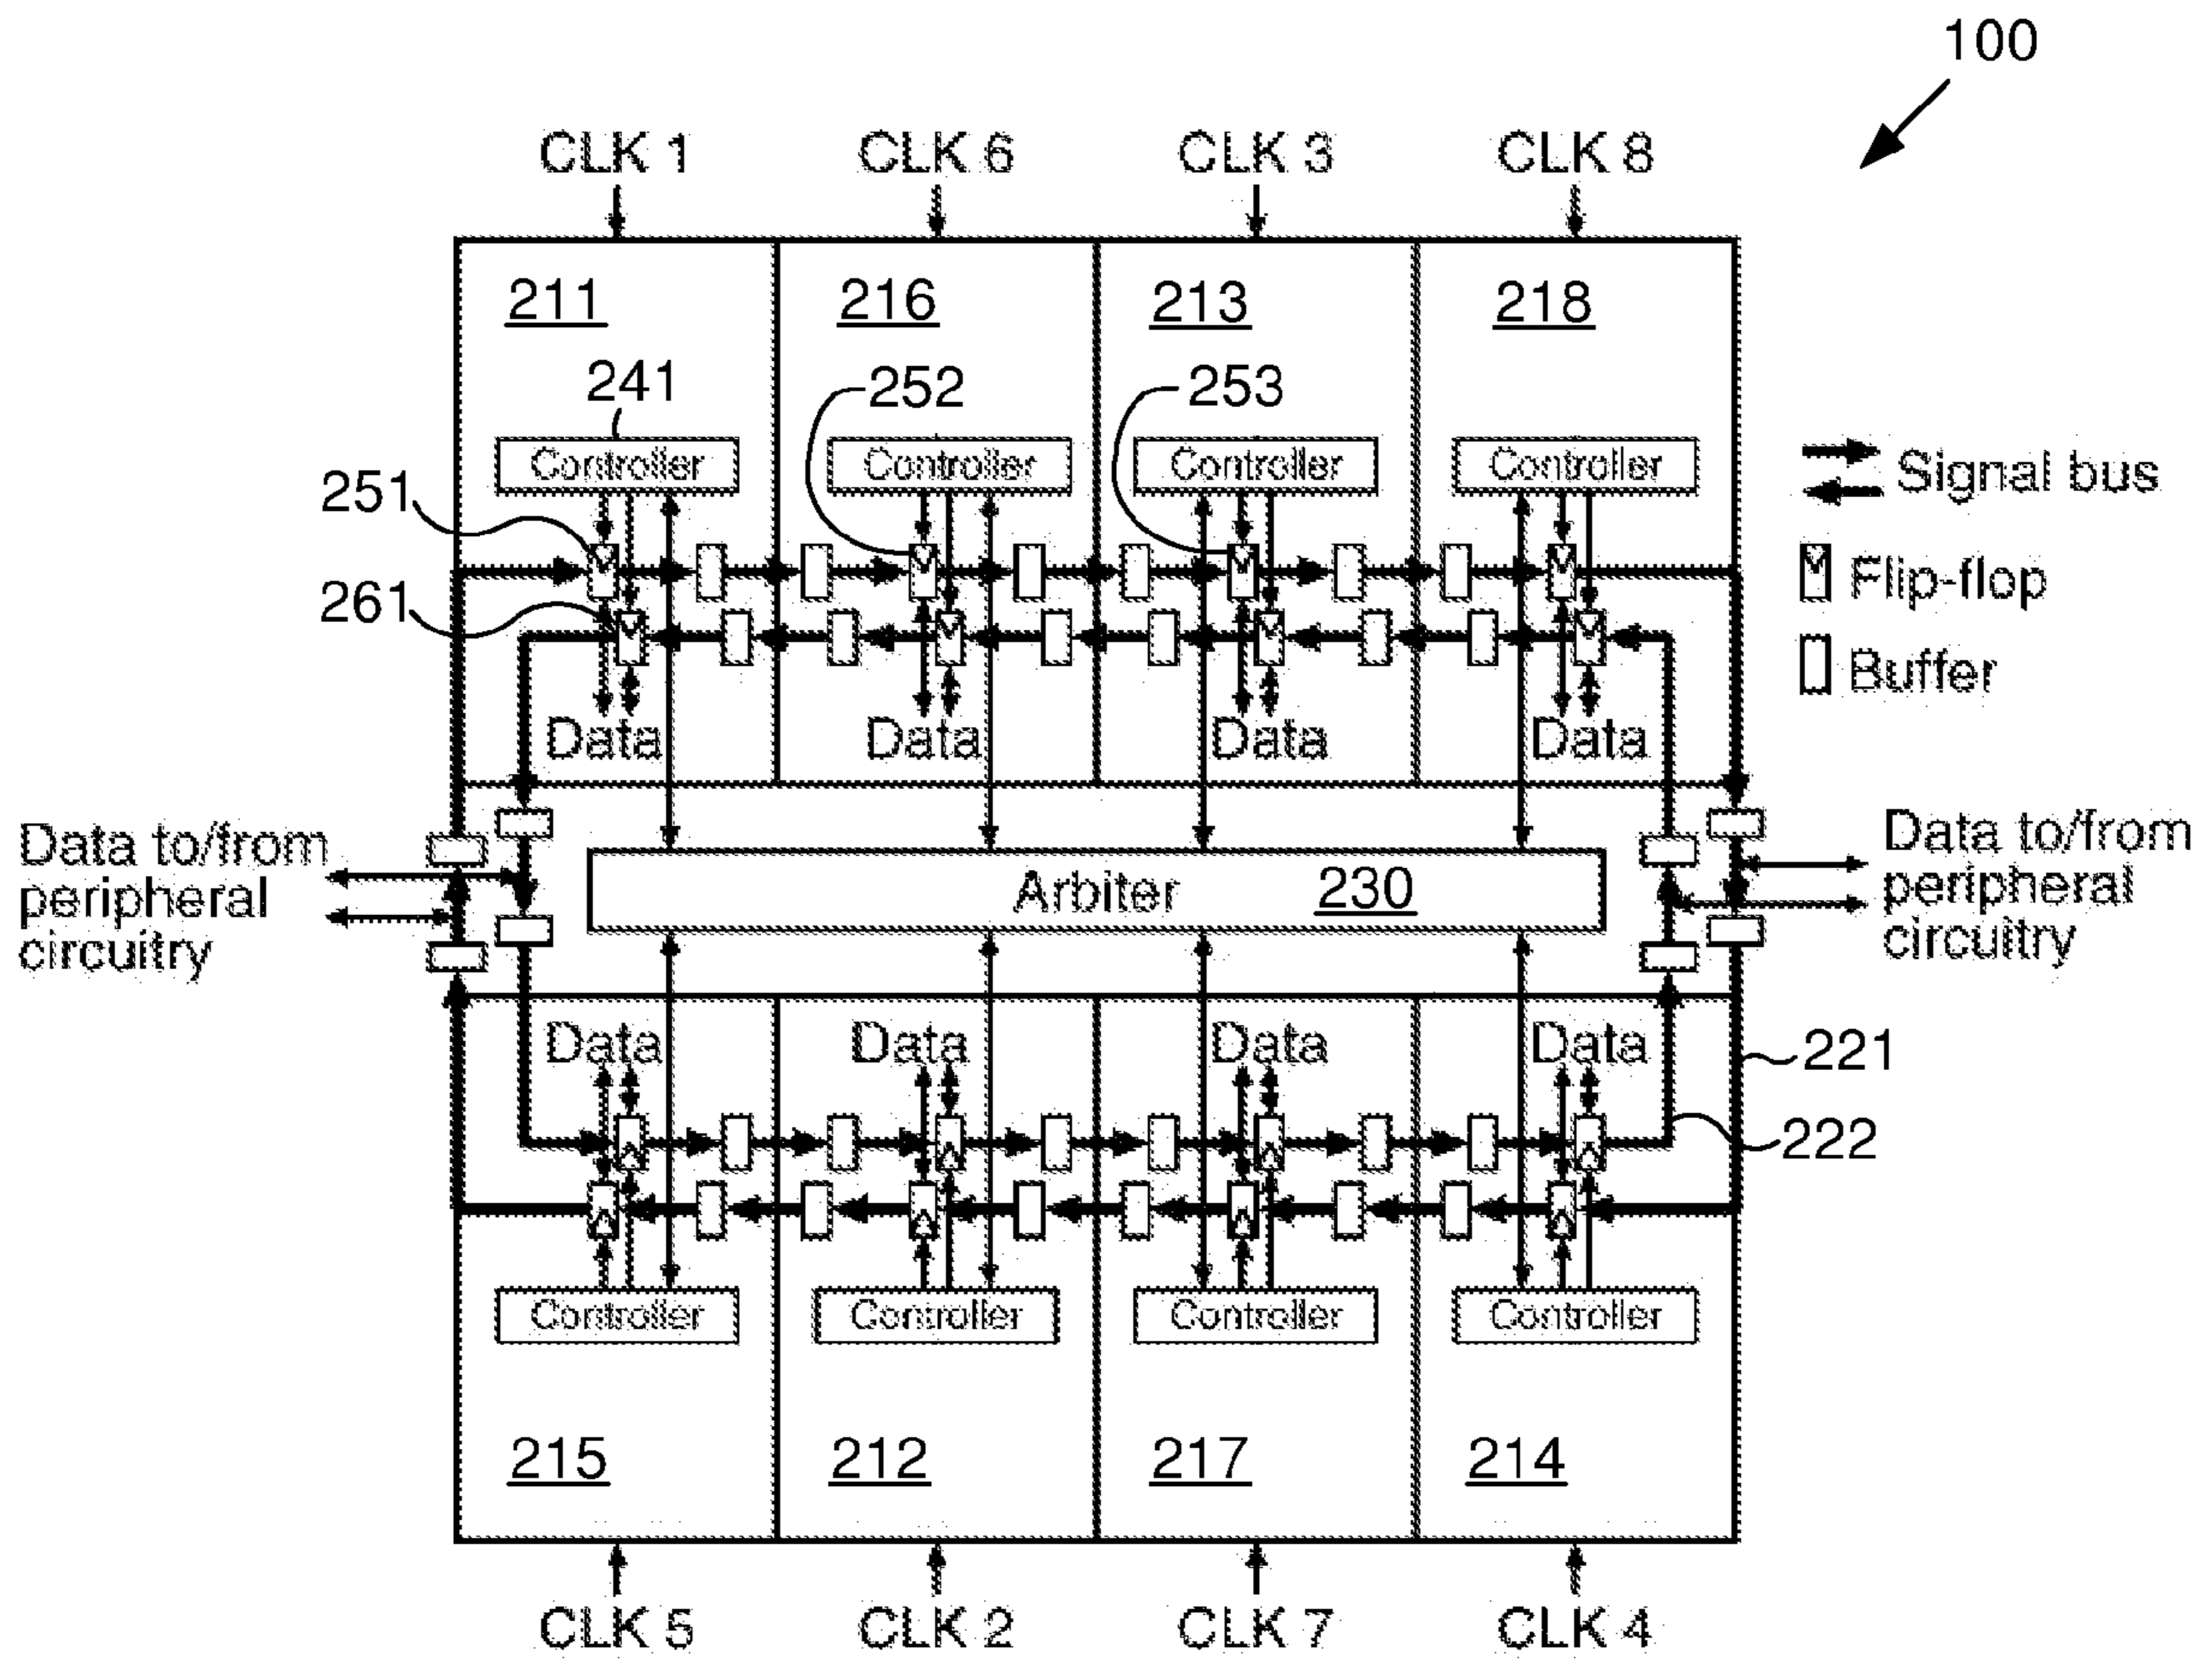 100
CLK 1 CLK 6 CLK 3 CLK 8
211 216 213 218
241 252 253
Controller Controller Controller Controller
251
261
Signal bus
Flip-flop
Buffer
Data Data Data Data
Data to/from
peripheral
circuitry
Arbiter 230
Data to/from
peripheral
circuitry
Data Data Data Data
221
222
Controller Controller Controller Controller
215 212 217 214
CLK 5 CLK 2 CLK 7 CLK 4